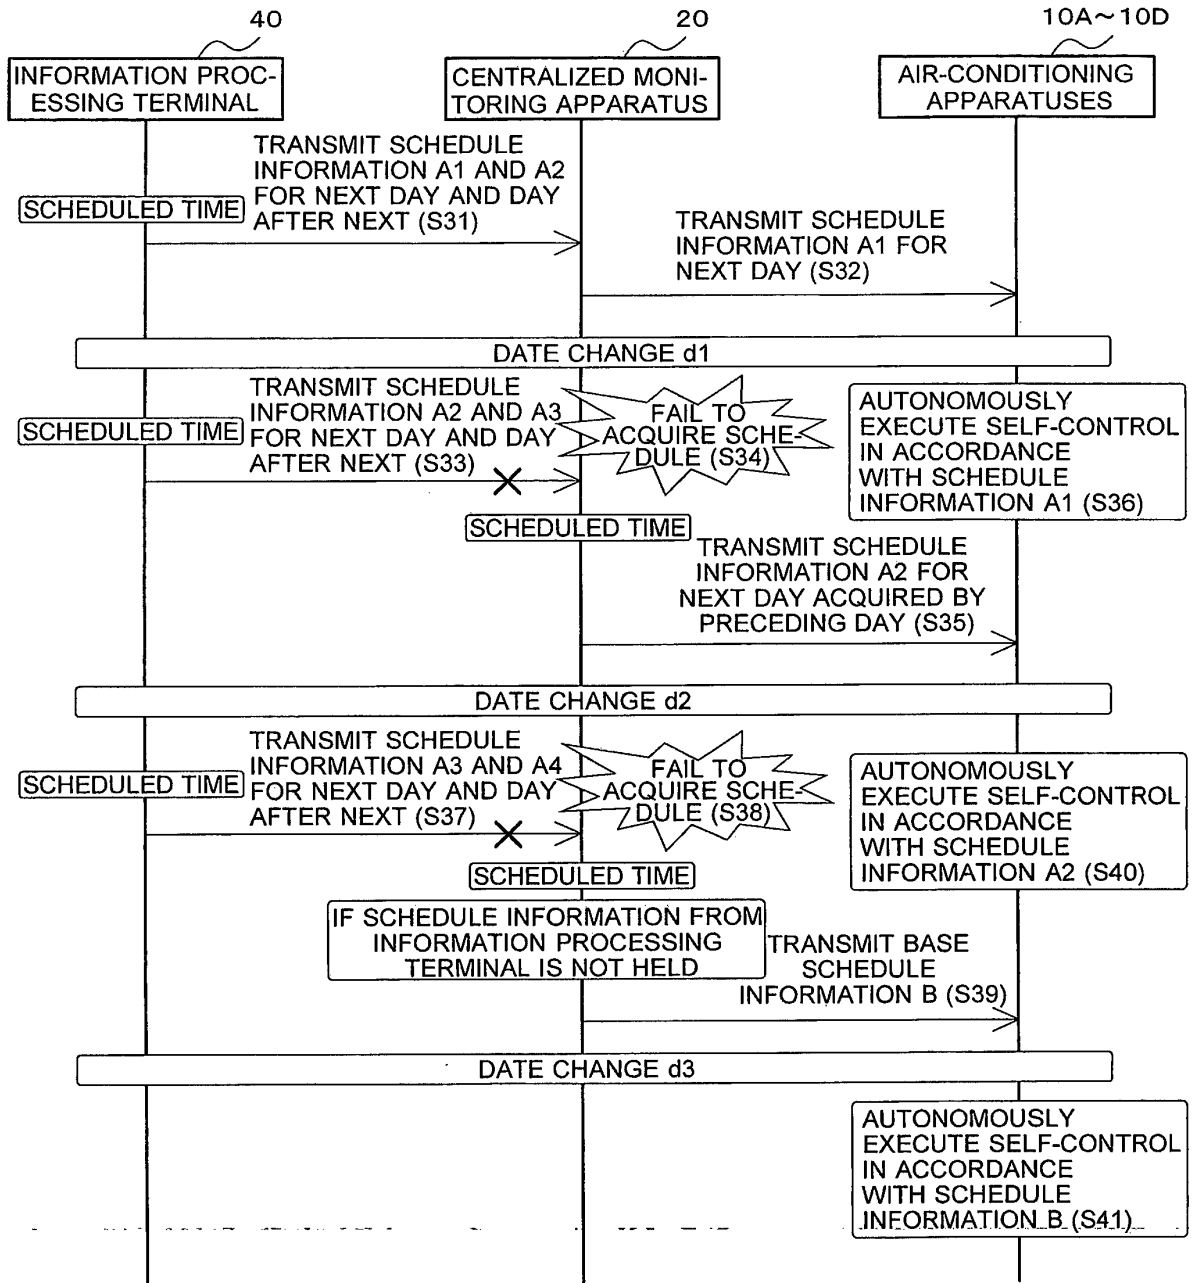 40
20
10A~10D
INFORMATION PROC-
ESSING TERMINAL
CENTRALIZED MONI-
TORING APPARATUS
AIR-CONDITIONING
APPARATUSES
TRANSMIT SCHEDULE
INFORMATION A1 AND A2
FOR NEXT DAY AND DAY
AFTER NEXT (S31)
SCHEDULED TIME
TRANSMIT SCHEDULE
INFORMATION A1 FOR
NEXT DAY (S32)
DATE CHANGE d1
TRANSMIT SCHEDULE
INFORMATION A2 AND A3
FOR NEXT DAY AND DAY
AFTER NEXT (S33)
SCHEDULED TIME
FAIL TO
ACQUIRE SCHE-
DULE (S34)
AUTONOMOUSLY
EXECUTE SELF-CONTROL
IN ACCORDANCE
WITH SCHEDULE
INFORMATION A1 (S36)
SCHEDULED TIME
TRANSMIT SCHEDULE
INFORMATION A2 FOR
NEXT DAY ACQUIRED BY
PRECEDING DAY (S35)
DATE CHANGE d2
TRANSMIT SCHEDULE
INFORMATION A3 AND A4
FOR NEXT DAY AND DAY
AFTER NEXT (S37)
SCHEDULED TIME
FAIL TO
ACQUIRE SCHE-
DULE (S38)
AUTONOMOUSLY
EXECUTE SELF-CONTROL
IN ACCORDANCE
WITH SCHEDULE
INFORMATION A2 (S40)
SCHEDULED TIME
IF SCHEDULE INFORMATION FROM
INFORMATION PROCESSING
TERMINAL IS NOT HELD
TRANSMIT BASE
SCHEDULE
INFORMATION B (S39)
DATE CHANGE d3
AUTONOMOUSLY
EXECUTE SELF-CONTROL
IN ACCORDANCE
WITH SCHEDULE
INFORMATION B (S41)